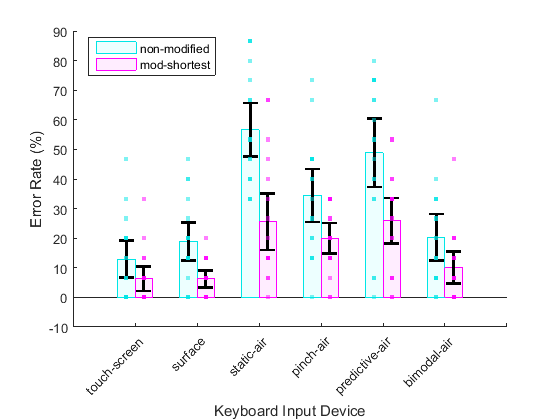 90
80
70
60
50
40
30
20
10
0
-10
Error Rate (%)
non-modified
mod-shortest
touch-screen
surface
static-air
pinch-air
predictive-air
bimodal-air
Keyboard Input Device